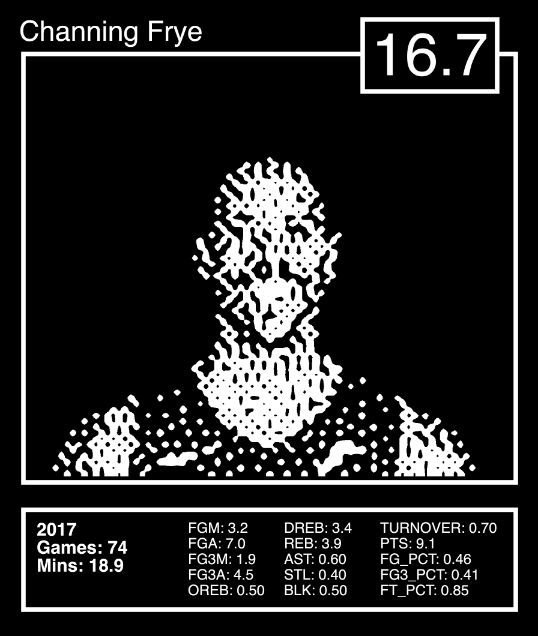 Channing Frye
16.7
2017
Games: 74
Mins: 18.9
FGM: 3.2
FGA: 7.0
FG3M: 1.9
FG3A: 4.5
OREB: 0.50
DREB: 3.4
REB: 3.9
AST: 0.60
STL: 0.40
BLK: 0.50
TURNOVER: 0.70
PTS: 9.1
FG_PCT: 0.46
FG3_PCT: 0.41
FT_PCT: 0.85